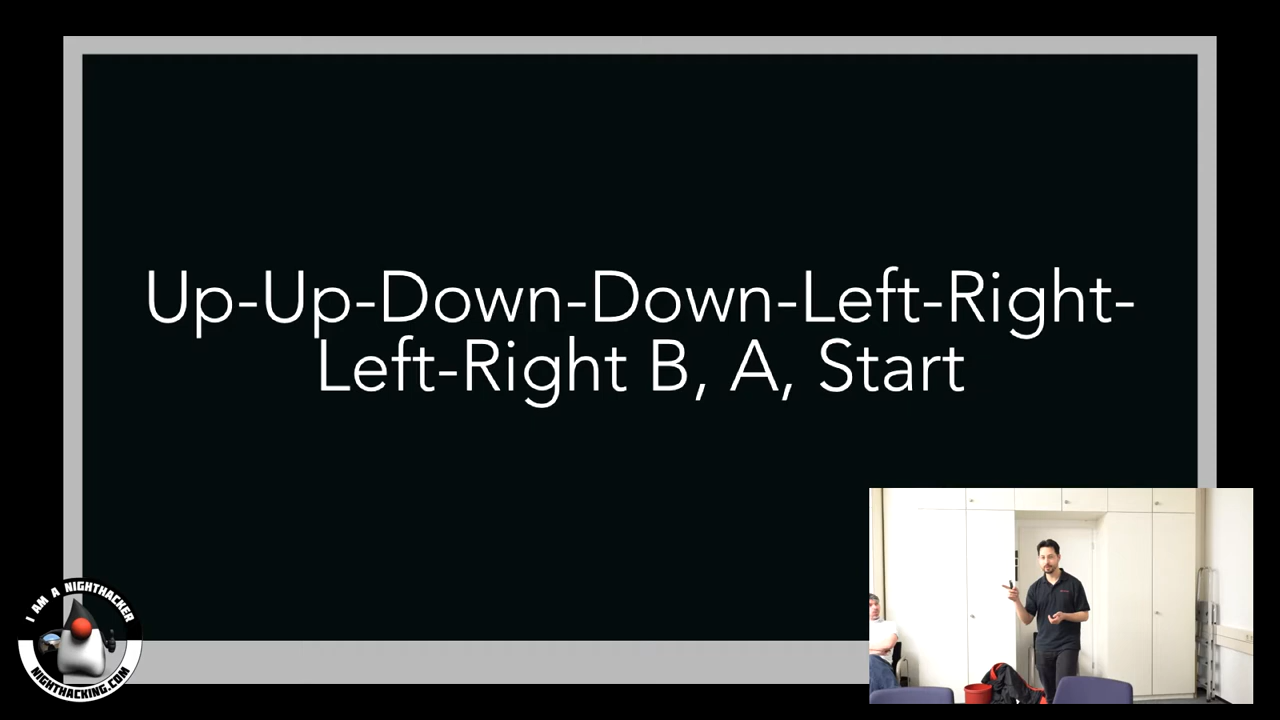 Up-Up-Down-Down-Left-Right-
Left-Right B, A, Start
I AM A NIGHTHACKER
NIGHTHACKING.COM